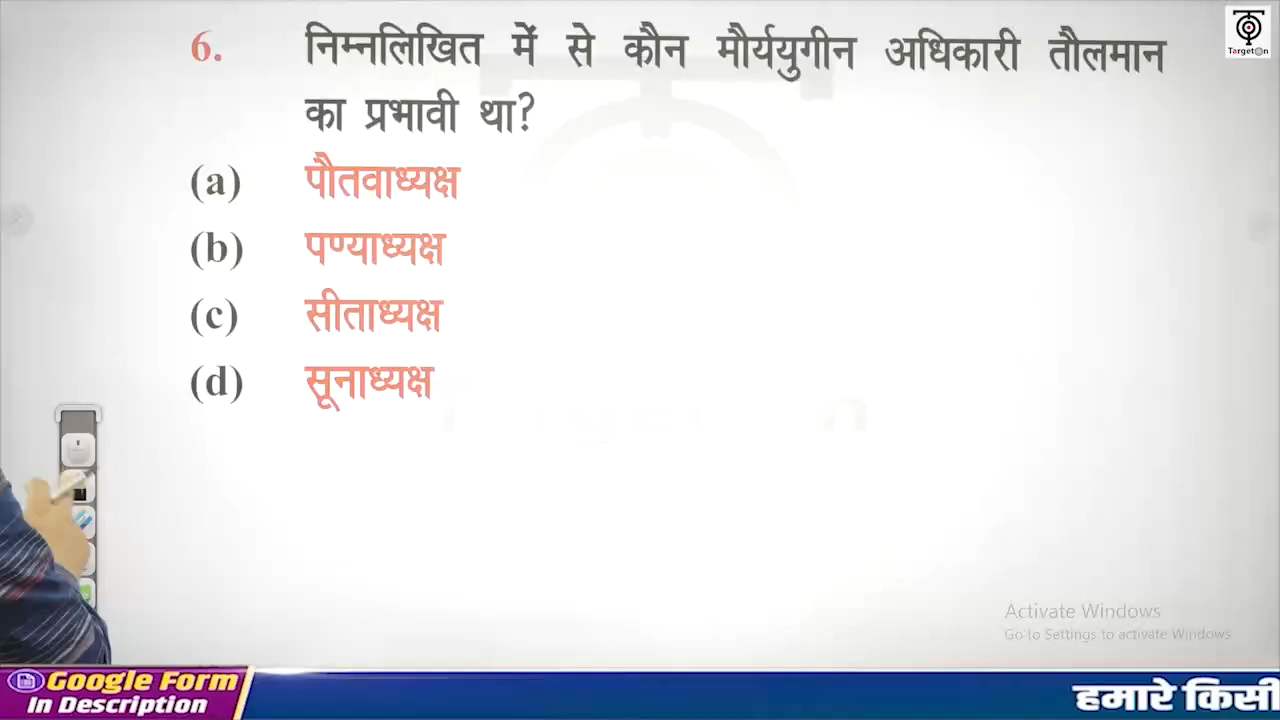 6. निम्नलिखित में से कौन मौर्ययुगीन अधिकारी तौलमान
का प्रभावी था?
(a) पौतवाध्यक्ष
(b) पण्याध्यक्ष
(c) सीताध्यक्ष
(d) सूनाध्यक्ष
TargetOn
Activate Windows
Go to Settings to activate Windows
Google Form
In Description
हमारे किसी